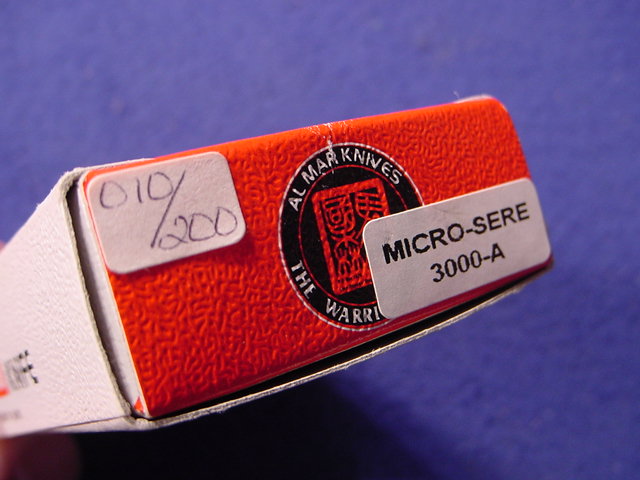 010/200
AL MAR KNIVES
THE WARRI
MICRO-SERE
3000-A